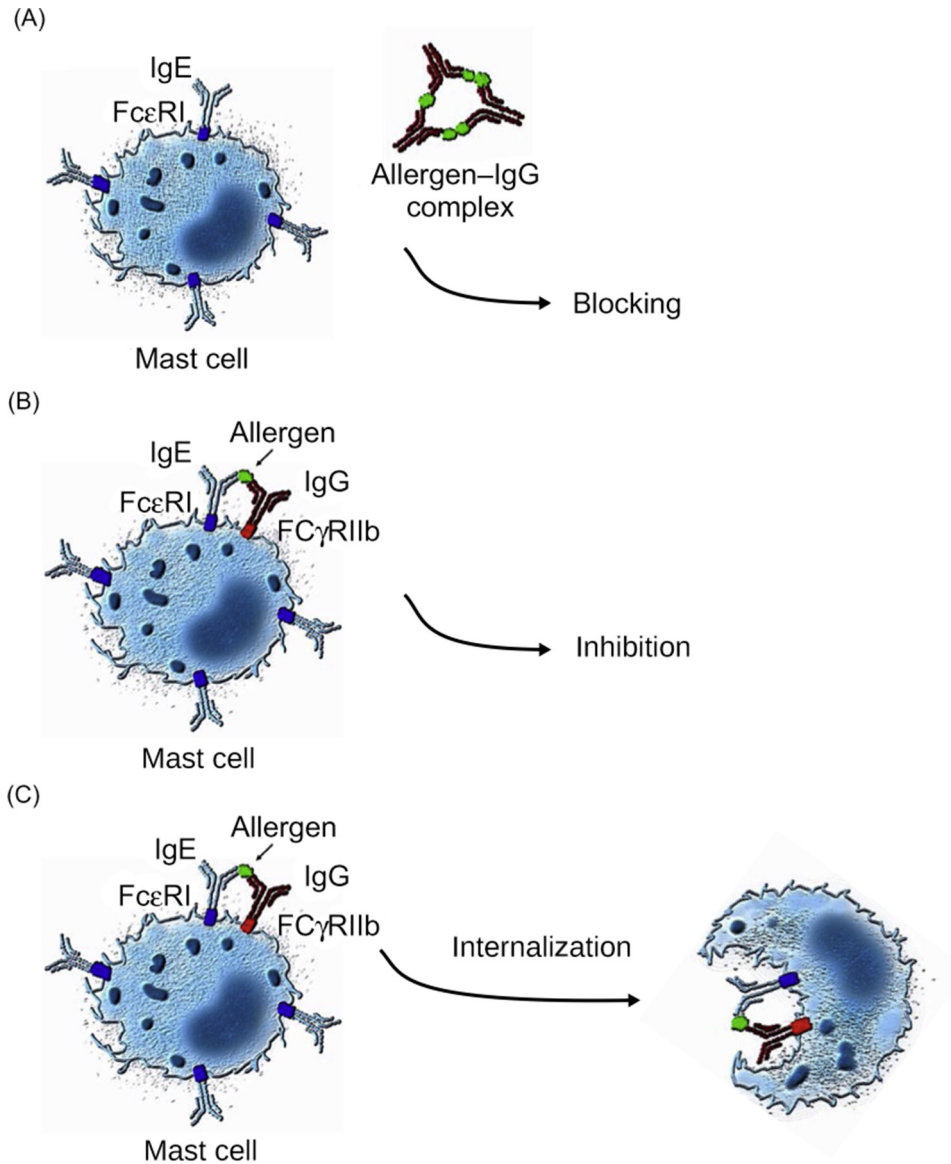 (A)
IgE
FcεRI
Allergen–IgG
complex
Blocking
Mast cell
(B)
Allergen
IgE
IgG
FcεRI
FCγRIIb
Inhibition
Mast cell
(C)
Allergen
IgE
IgG
FcεRI
FCγRIIb
Internalization
Mast cell